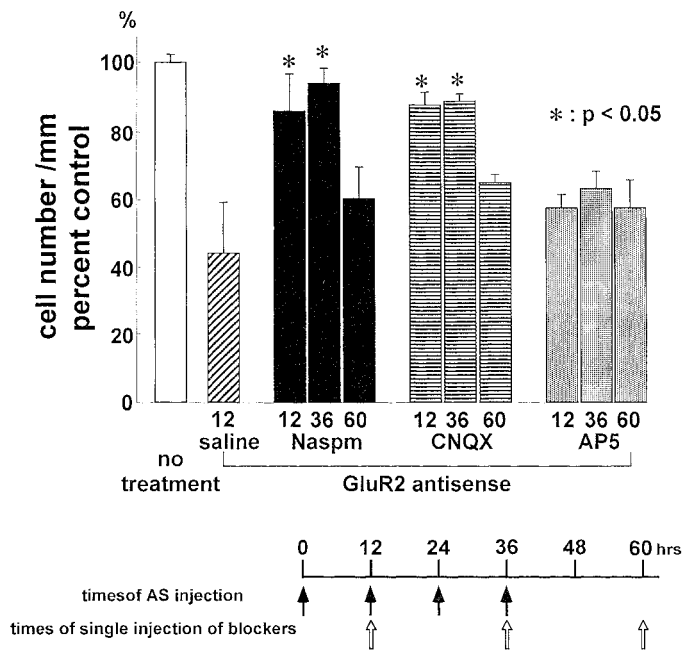 %
100
80
60
40
20
0
cell number /mm
percent control
* *
* *
* : p < 0.05
12 12 36 60 12 36 60 12 36 60
saline Naspm CNQX AP5
no
treatment
GluR2 antisense
0 12 24 36 48 60 hrs
timesof AS injection
times of single injection of blockers